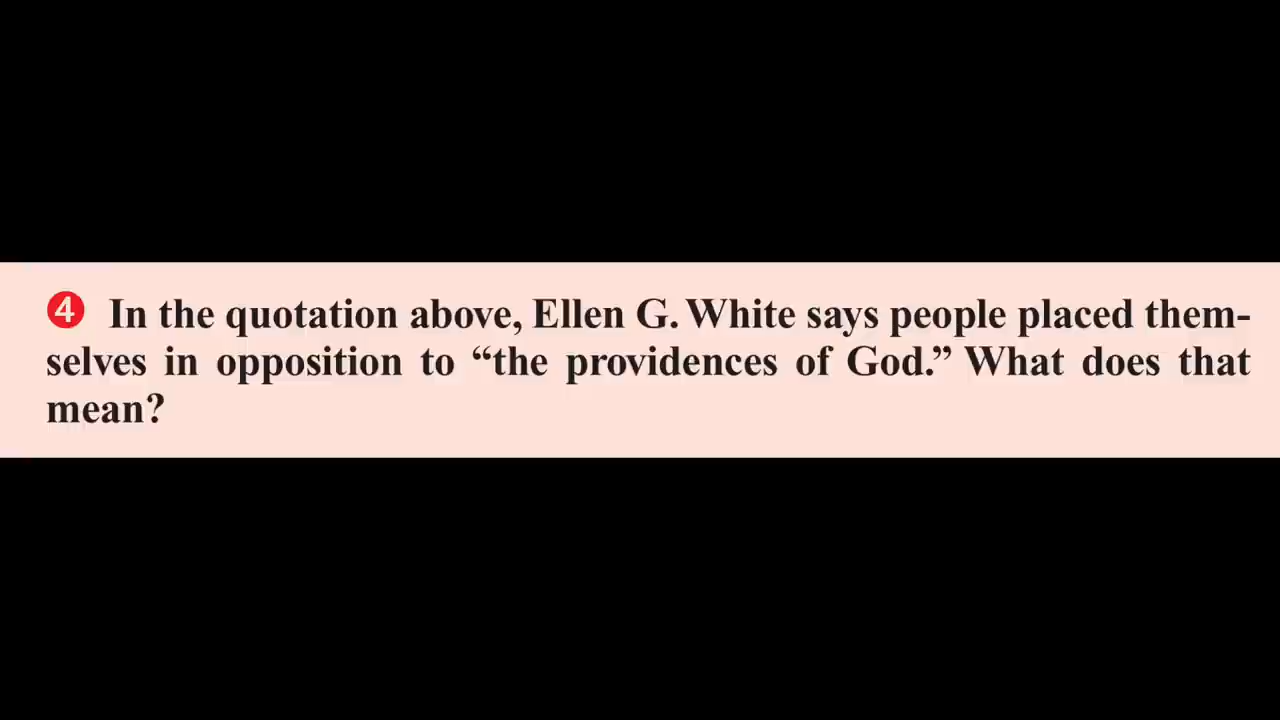 ❹ In the quotation above, Ellen G. White says people placed them-
selves in opposition to “the providences of God.” What does that
mean?